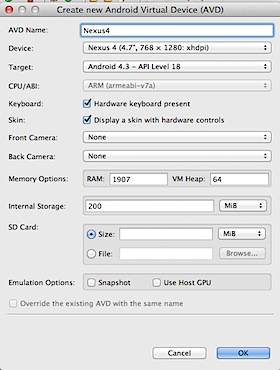 Create new Android Virtual Device (AVD)
AVD Name: Nexus4
Device: Nexus 4 (4.7", 768 × 1280: xhdpi)
Target: Android 4.3 - API Level 18
CPU/ABI: ARM (armeabi-v7a)
Keyboard: Hardware keyboard present
Skin: Display a skin with hardware controls
Front Camera: None
Back Camera: None
Memory Options: RAM: 1907 VM Heap: 64
Internal Storage: 200 MiB
SD Card:
Size: MiB
File: Browse...
Emulation Options: Snapshot Use Host GPU
Override the existing AVD with the same name
Cancel OK